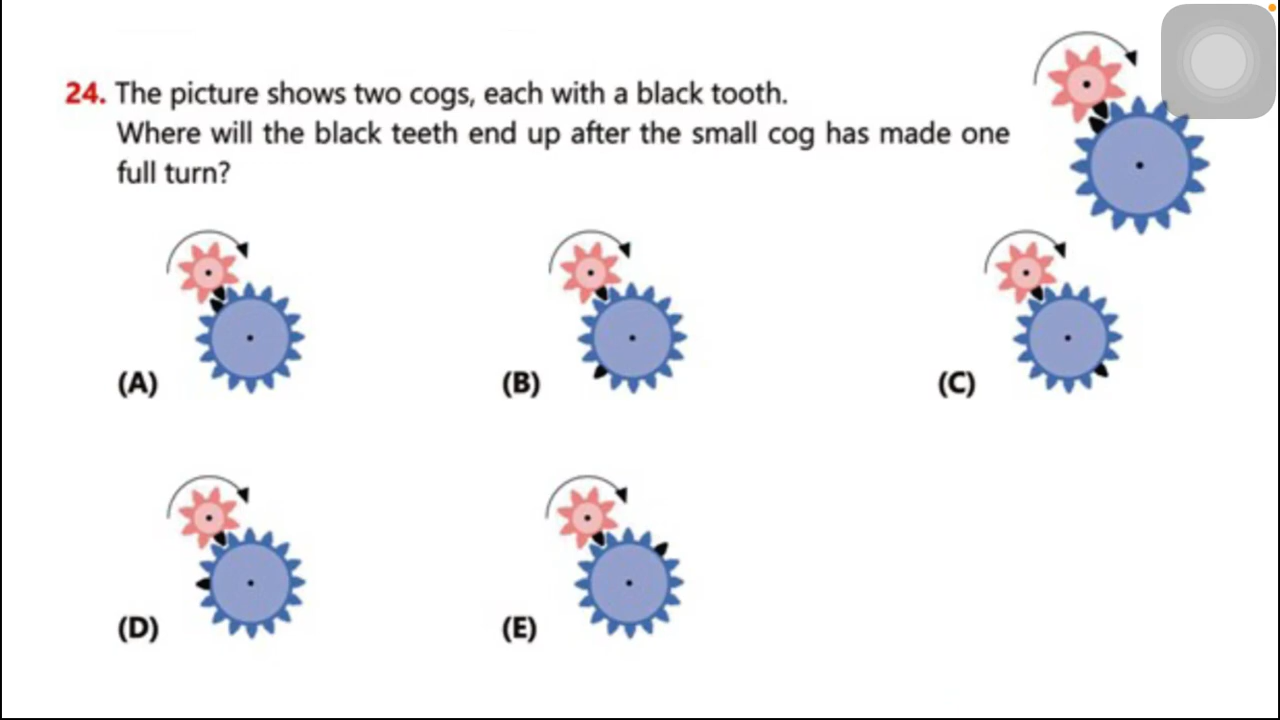 24. The picture shows two cogs, each with a black tooth.
Where will the black teeth end up after the small cog has made one
full turn?
(A)
(B)
(C)
(D)
(E)